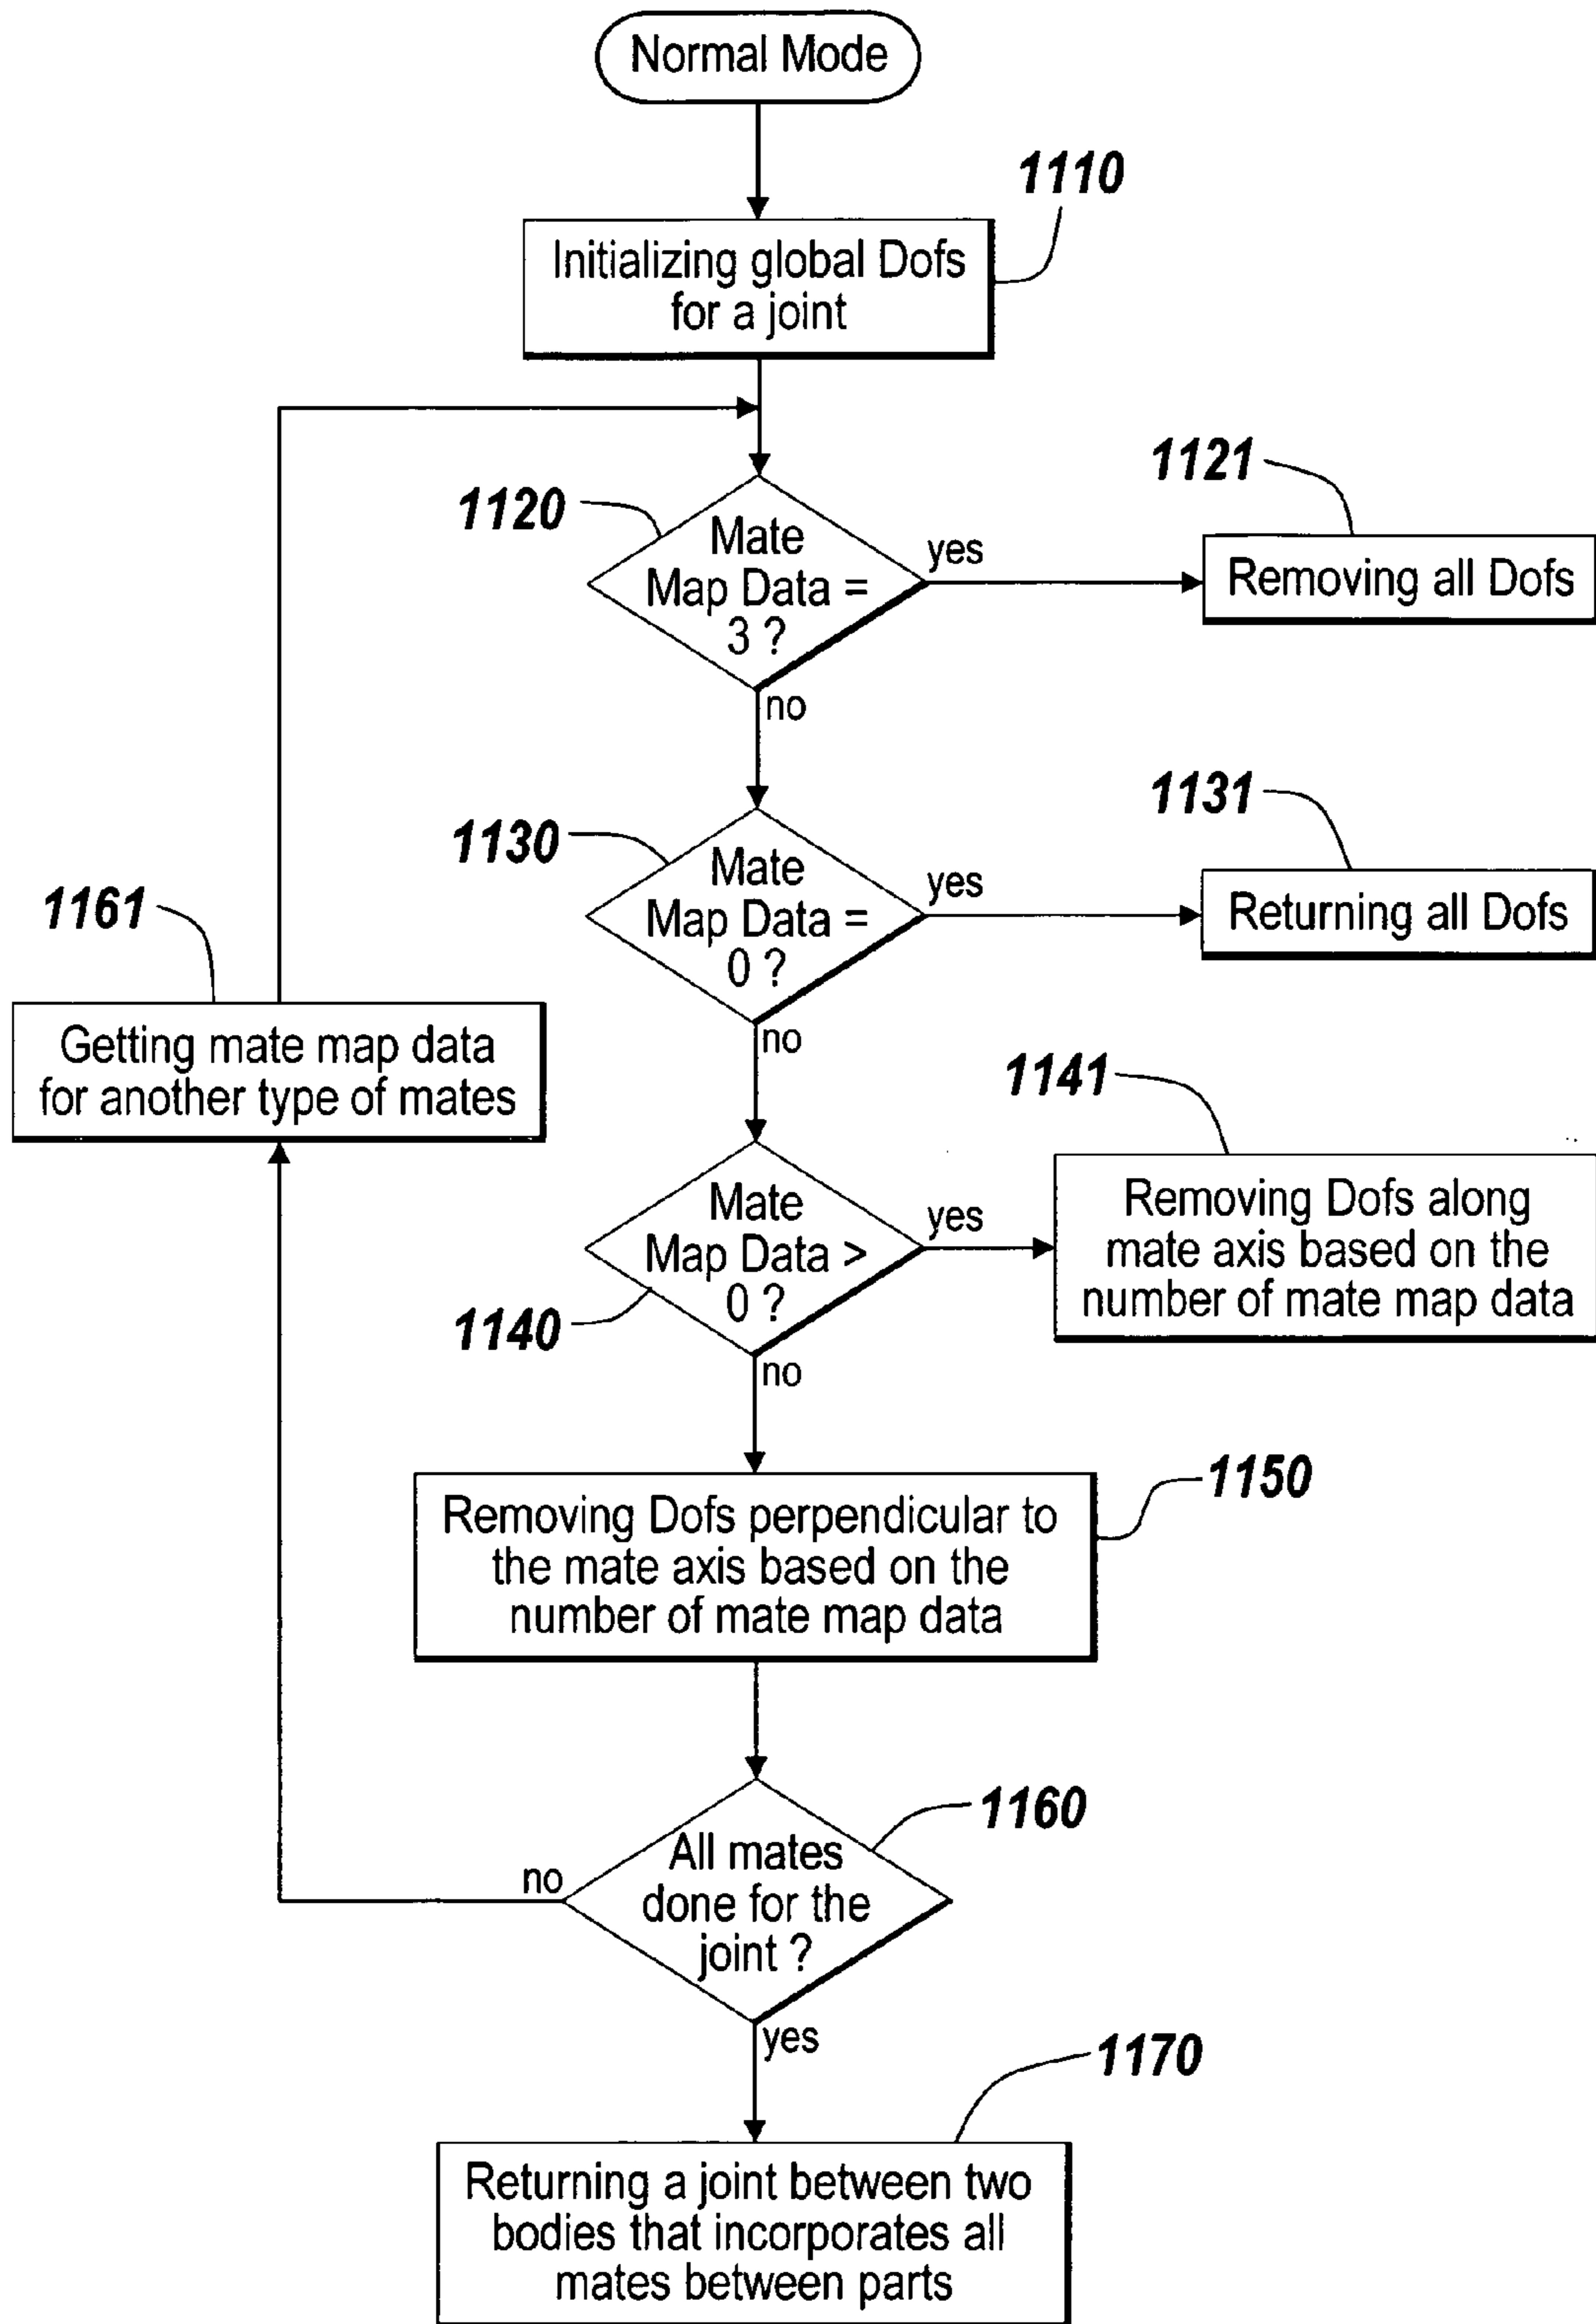 Normal Mode
1110
Initializing global Dofs
for a joint
1120
Mate
Map Data =
3 ?
yes
1121
Removing all Dofs
no
1130
Mate
Map Data =
0 ?
yes
1131
Returning all Dofs
no
1161
Getting mate map data
for another type of mates
1140
Mate
Map Data >
0 ?
yes
1141
Removing Dofs along
mate axis based on the
number of mate map data
no
1150
Removing Dofs perpendicular to
the mate axis based on the
number of mate map data
1160
All mates
done for the
joint ?
no
yes
1170
Returning a joint between two
bodies that incorporates all
mates between parts